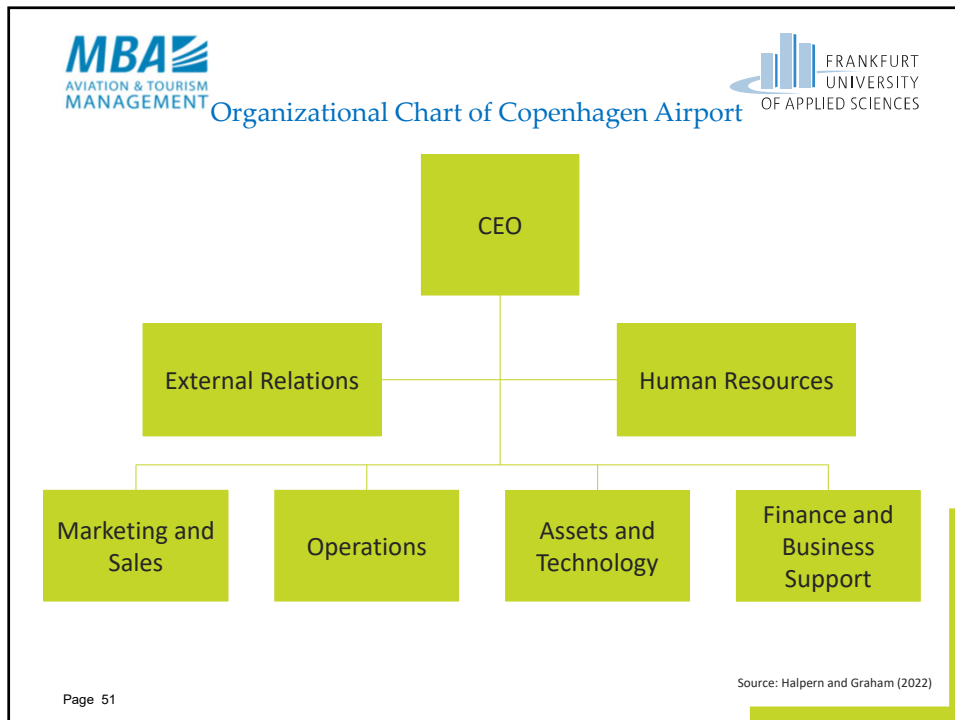 MBA
AVIATION & TOURISM
MANAGEMENT
FRANKFURT
UNIVERSITY
OF APPLIED SCIENCES
Organizational Chart of Copenhagen Airport
CEO
External Relations
Human Resources
Marketing and
Sales
Operations
Assets and
Technology
Finance and
Business
Support
Source: Halpern and Graham (2022)
Page 51